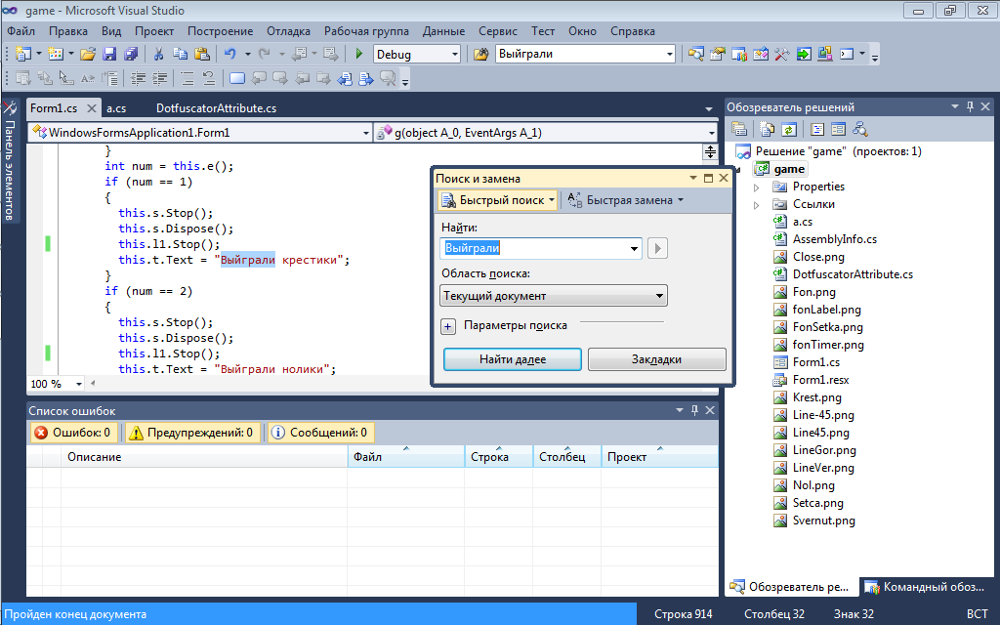 game - Microsoft Visual Studio
Файл Правка Вид Проект Построение Отладка Рабочая группа Данные Сервис Тест Окно Справка
Debug Выйграли
Form1.cs a.cs DotfuscatorAttribute.cs
WindowsFormsApplication1.Form1 g(object A_0, EventArgs A_1)
Панель элементов
}
int num = this.e();
if (num == 1)
{
this.s.Stop();
this.s.Dispose();
this.l1.Stop();
this.t.Text = "Выйграли крестики";
}
if (num == 2)
{
this.s.Stop();
this.s.Dispose();
this.l1.Stop();
this.t.Text = "Выйграли нолики";
100 %
Поиск и замена
Быстрый поиск Быстрая замена
Найти:
Выйграли
Область поиска:
Текущий документ
Параметры поиска
Найти далее Закладки
Список ошибок
Ошибок: 0 Предупреждений: 0 Сообщений: 0
Описание Файл Строка Столбец Проект
Обозреватель решений
Решение "game" (проектов: 1)
game
Properties
Ссылки
a.cs
AssemblyInfo.cs
Close.png
DotfuscatorAttribute.cs
Fon.png
fonLabel.png
FonSetka.png
fonTimer.png
Form1.cs
Form1.resx
Krest.png
Line-45.png
Line45.png
LineGor.png
LineVer.png
Nol.png
Setca.png
Svernut.png
Обозреватель ре... Командный обоз...
Пройден конец документа Строка 914 Столбец 32 Знак 32 ВСТ